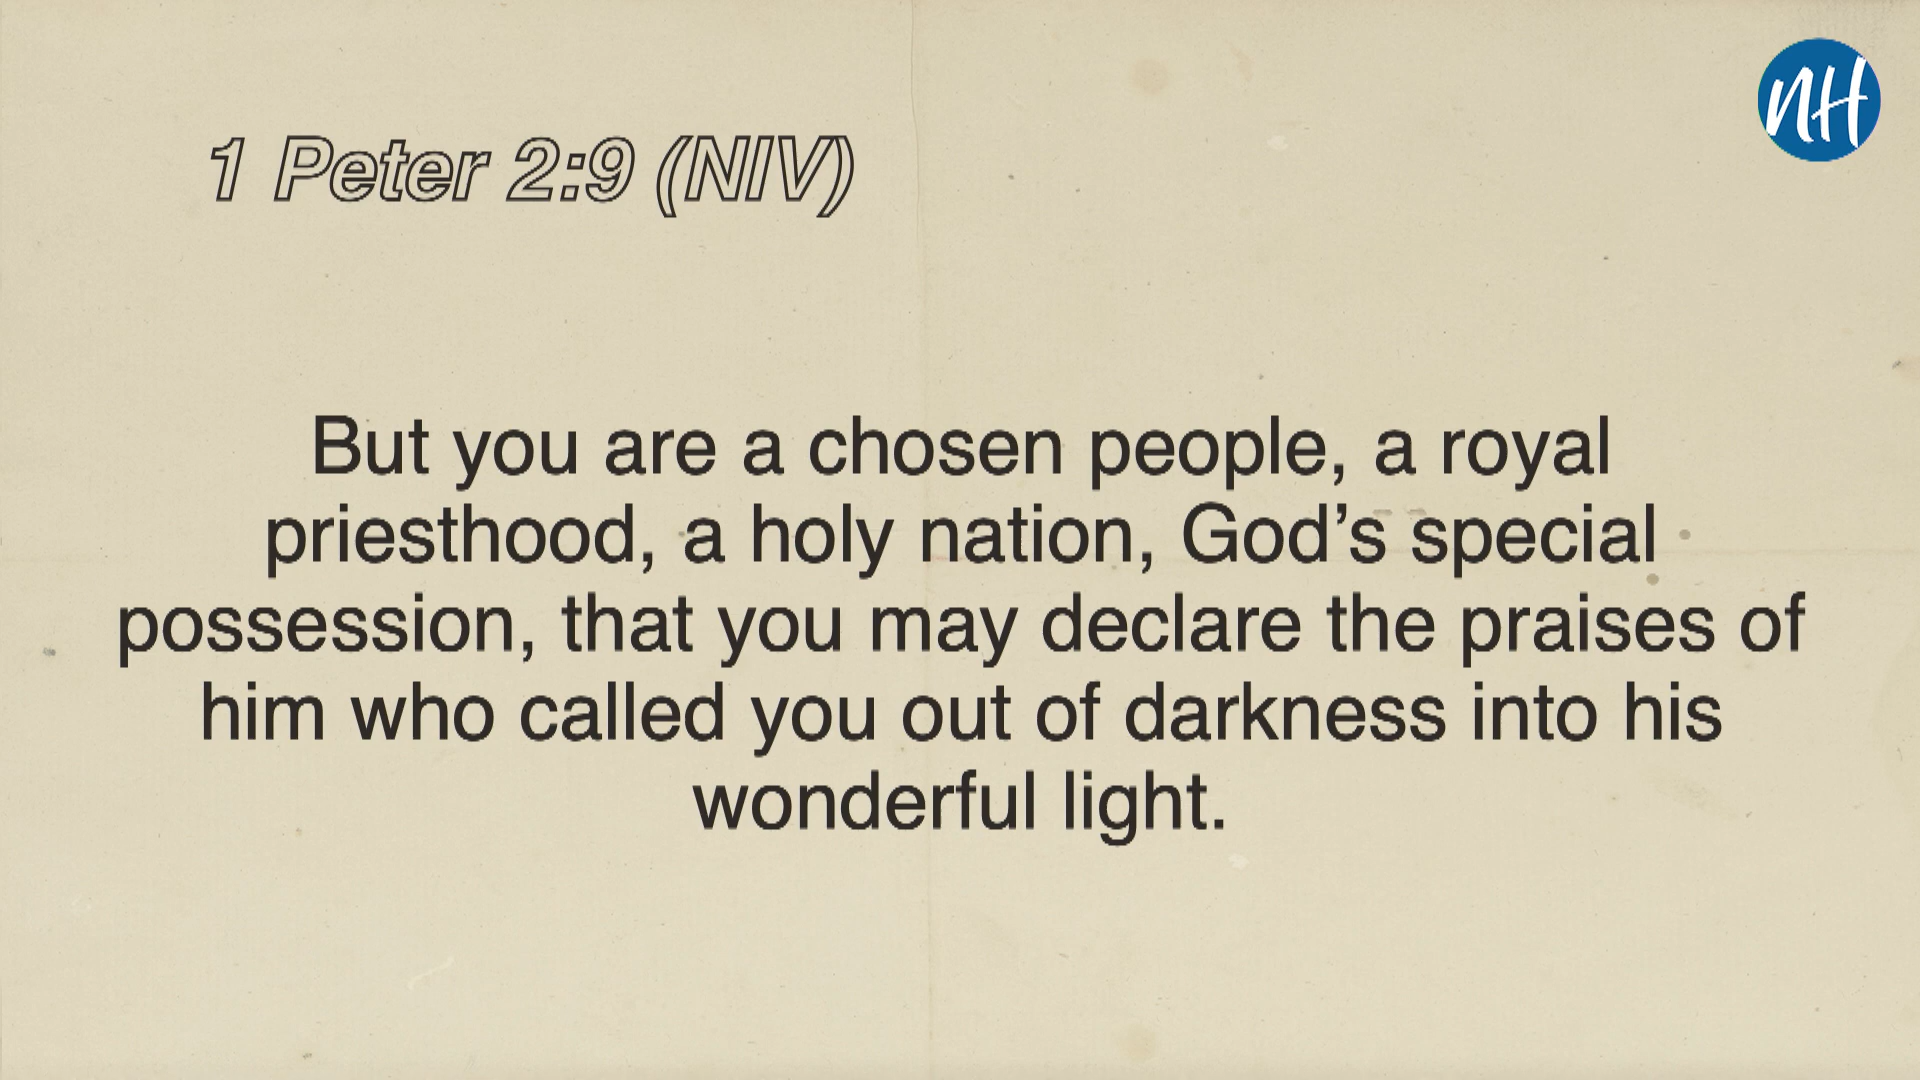 nH
1 Peter 2:9 (NIV)
But you are a chosen people, a royal
priesthood, a holy nation, God’s special
possession, that you may declare the praises of
him who called you out of darkness into his
wonderful light.